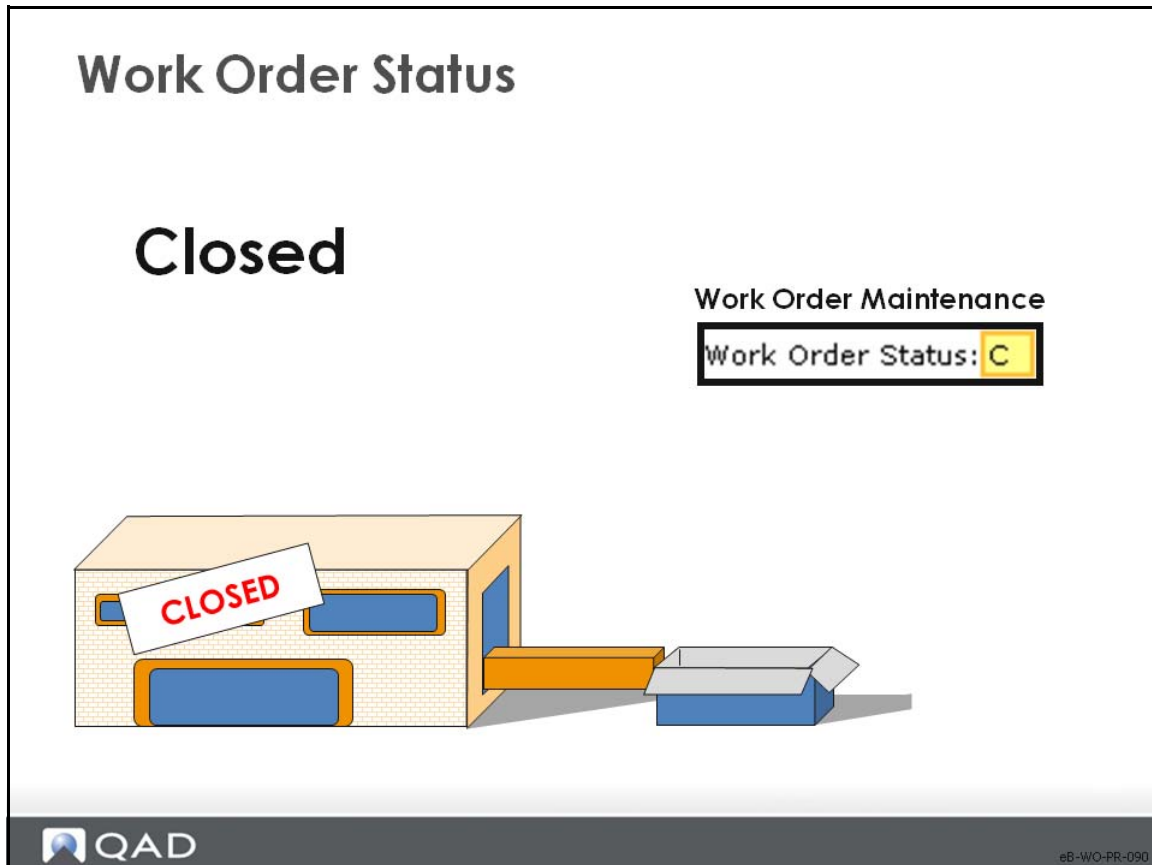 Work Order Status
Closed
Work Order Maintenance
Work Order Status: C
CLOSED
QAD
eB-WO-PR-090